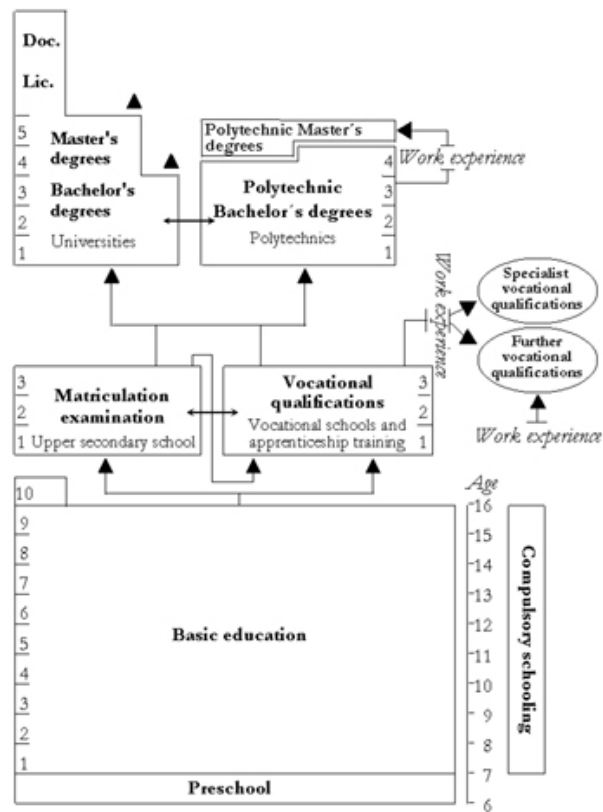 Doc.
Lic.
5
4
3
2
1
Master's
degrees
Bachelor's
degrees
Universities
Polytechnic Master´s
degrees
Work experience
Polytechnic
Bachelor´s degrees
Polytechnics
4
3
2
1
Work experience
Specialist
vocational
qualifications
Further
vocational
qualifications
Work experience
3
2
1
Matriculation
examination
Upper secondary school
Vocational
qualifications
Vocational schools and
apprenticeship training
3
2
1
10
9
8
7
6
5
4
3
2
1
Basic education
Preschool
Age
16
15
14
13
12
11
10
9
8
7
6
Compulsory schooling